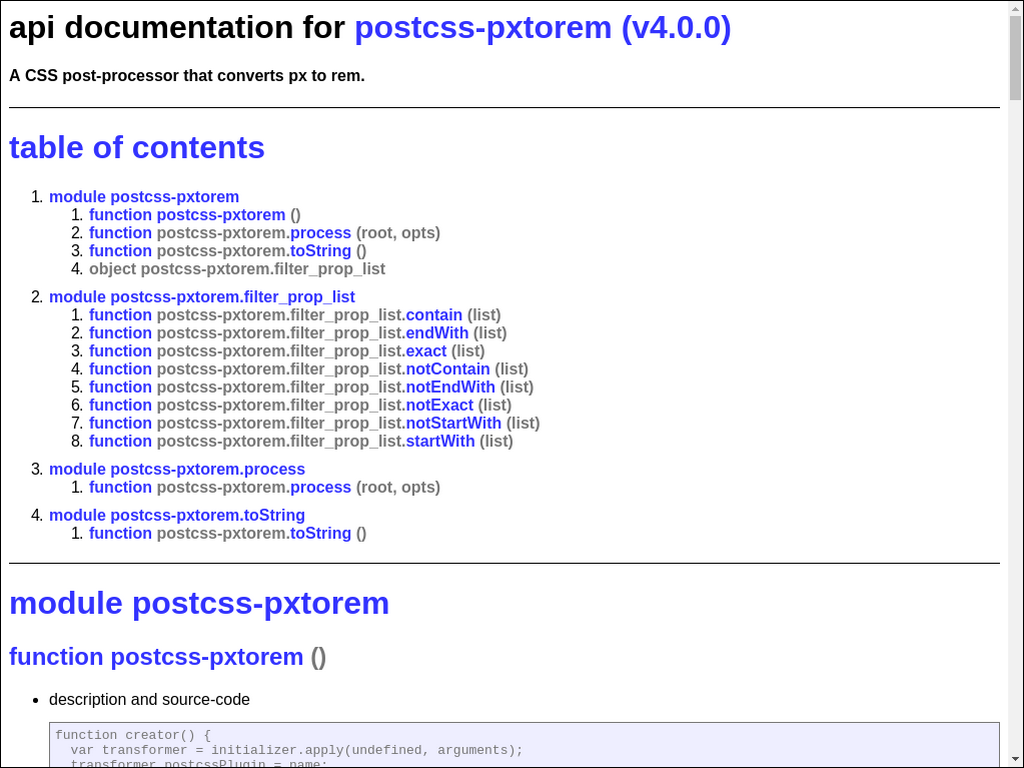 api documentation for postcss-pxtorem (v4.0.0)
A CSS post-processor that converts px to rem.
table of contents
1. module postcss-pxtorem
1. function postcss-pxtorem ()
2. function postcss-pxtorem.process (root, opts)
3. function postcss-pxtorem.toString ()
4. object postcss-pxtorem.filter_prop_list
2. module postcss-pxtorem.filter_prop_list
1. function postcss-pxtorem.filter_prop_list.contain (list)
2. function postcss-pxtorem.filter_prop_list.endWith (list)
3. function postcss-pxtorem.filter_prop_list.exact (list)
4. function postcss-pxtorem.filter_prop_list.notContain (list)
5. function postcss-pxtorem.filter_prop_list.notEndWith (list)
6. function postcss-pxtorem.filter_prop_list.notExact (list)
7. function postcss-pxtorem.filter_prop_list.notStartWith (list)
8. function postcss-pxtorem.filter_prop_list.startWith (list)
3. module postcss-pxtorem.process
1. function postcss-pxtorem.process (root, opts)
4. module postcss-pxtorem.toString
1. function postcss-pxtorem.toString ()
module postcss-pxtorem
function postcss-pxtorem ()
• description and source-code
function creator() {
var transformer = initializer.apply(undefined, arguments);
transformer.postcssPlugin = name;